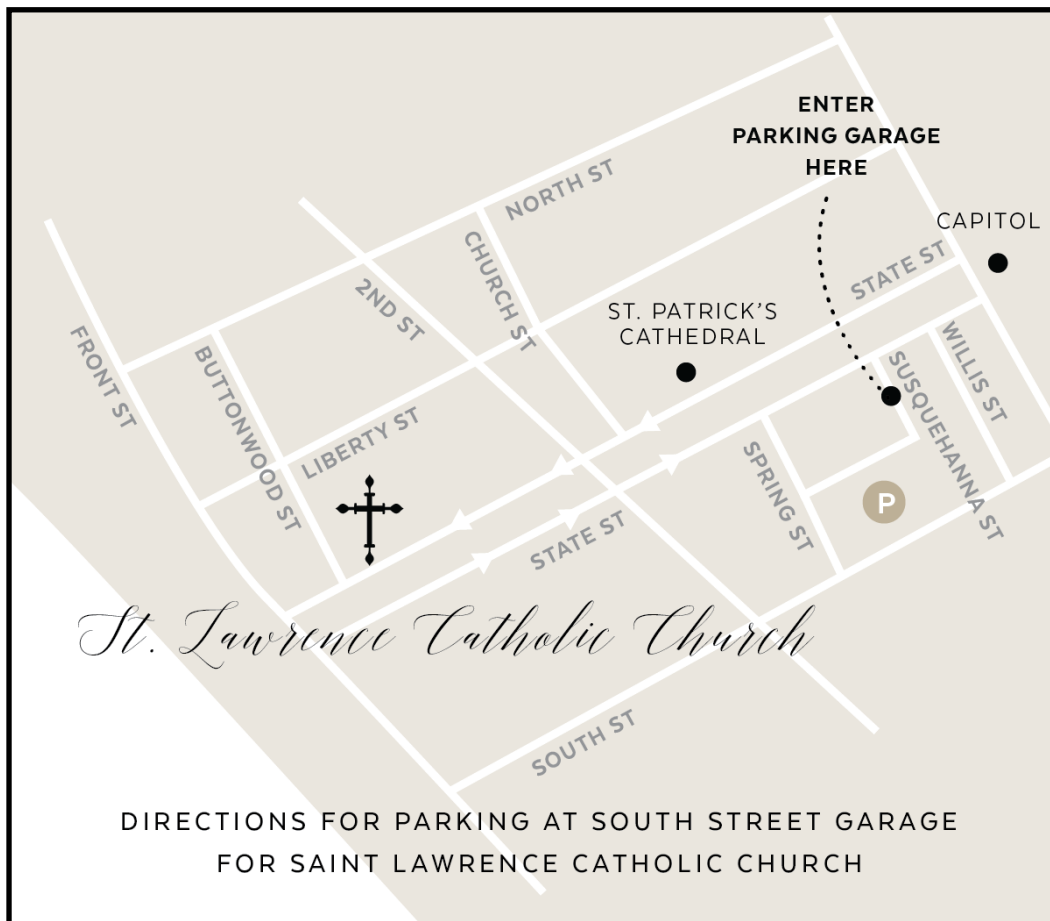 ENTER
PARKING GARAGE
HERE
CAPITOL
NORTH ST
CHURCH ST
STATE ST
2ND ST
ST. PATRICK'S
CATHEDRAL
FRONT ST
BUTTONWOOD ST
WILLIS ST
SUSQUEHANNA ST
LIBERTY ST
SPRING ST
P
STATE ST
St. Lawrence Catholic Church
SOUTH ST
DIRECTIONS FOR PARKING AT SOUTH STREET GARAGE
FOR SAINT LAWRENCE CATHOLIC CHURCH